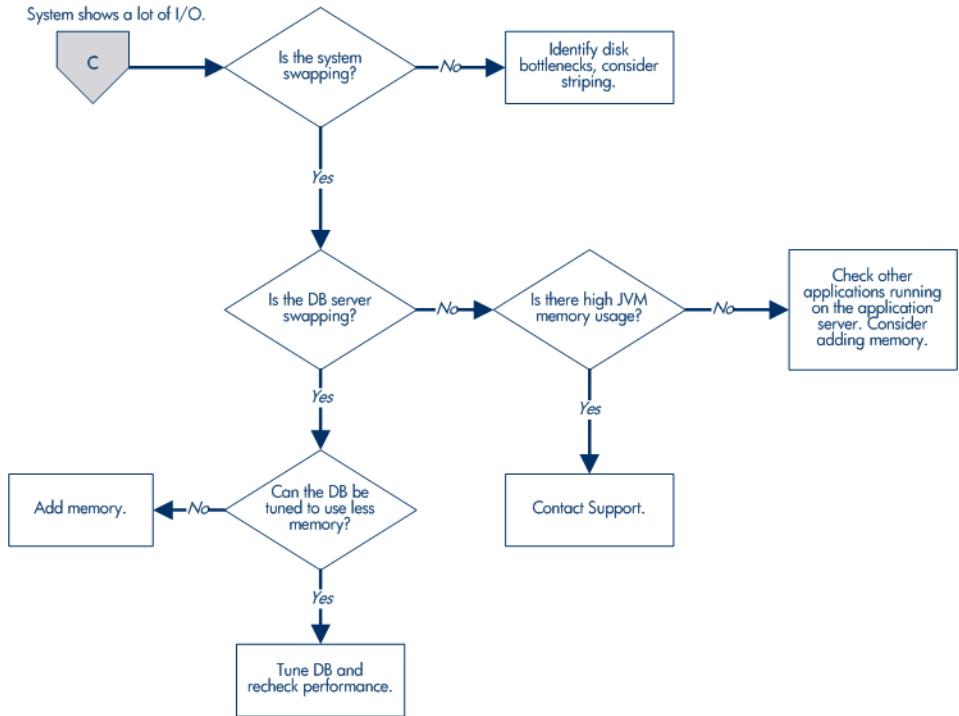 System shows a lot of I/O.
C
Is the system
swapping?
No
Identify disk
bottlenecks, consider
striping.
Yes
Is the DB server
swapping?
No
Is there high JVM
memory usage?
No
Check other
applications running
on the application
server. Consider
adding memory.
Yes
Yes
Add memory.
No
Can the DB be
tuned to use less
memory?
Contact Support.
Yes
Tune DB and
recheck performance.